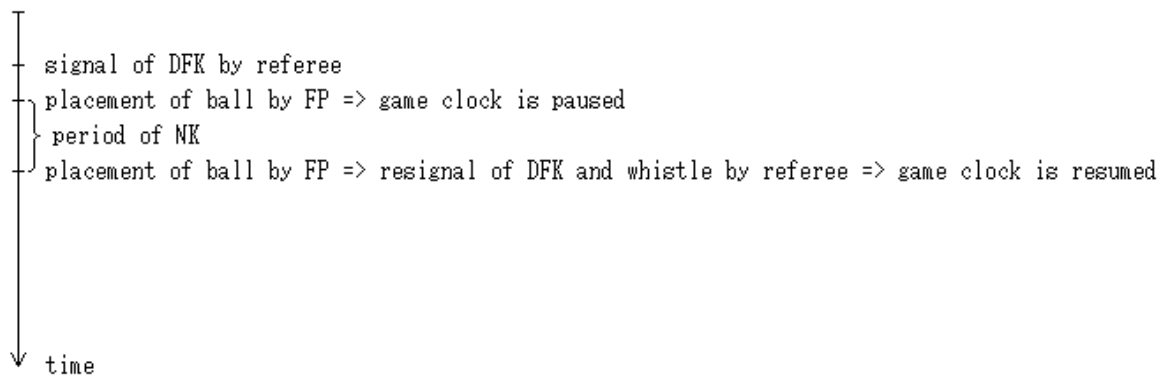 signal of DFK by referee
placement of ball by FP => game clock is paused
period of NK
placement of ball by FP => resignal of DFK and whistle by referee => game clock is resumed
time